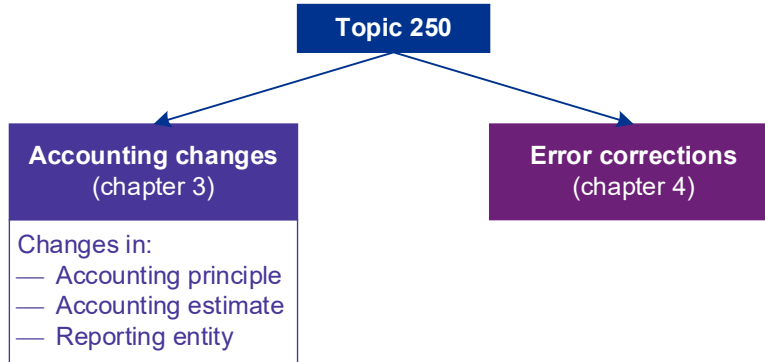 Topic 250
Accounting changes
(chapter 3)
Error corrections
(chapter 4)
Changes in:
— Accounting principle
— Accounting estimate
— Reporting entity